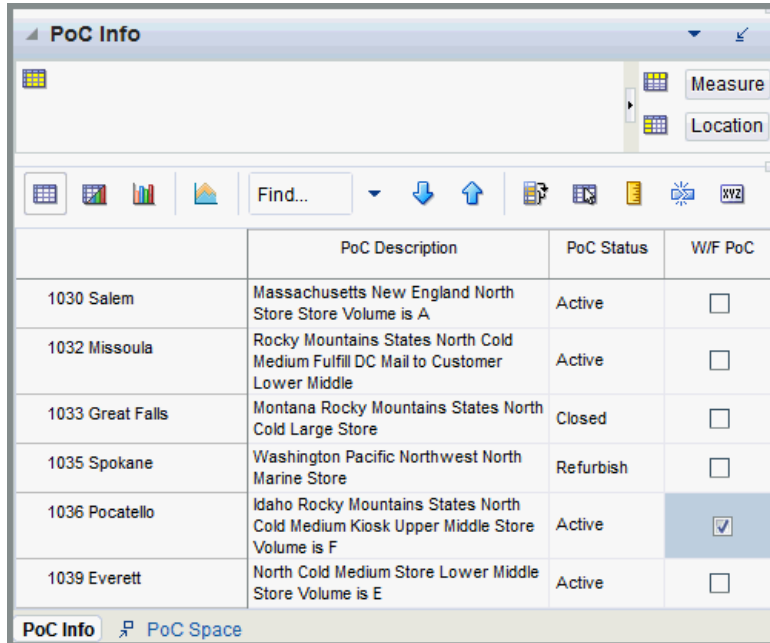 PoC Info
Measure
Location
Find...
XYZ
PoC Description PoC Status W/F PoC
1030 Salem
Massachusetts New England North
Store Store Volume is A
Active
1032 Missoula
Rocky Mountains States North Cold
Medium Fulfill DC Mail to Customer
Lower Middle
Active
1033 Great Falls
Montana Rocky Mountains States North
Cold Large Store
Closed
1035 Spokane
Washington Pacific Northwest North
Marine Store
Refurbish
1036 Pocatello
Idaho Rocky Mountains States North
Cold Medium Kiosk Upper Middle Store
Volume is F
Active
1039 Everett
North Cold Medium Store Lower Middle
Store Volume is E
Active
PoC Info PoC Space